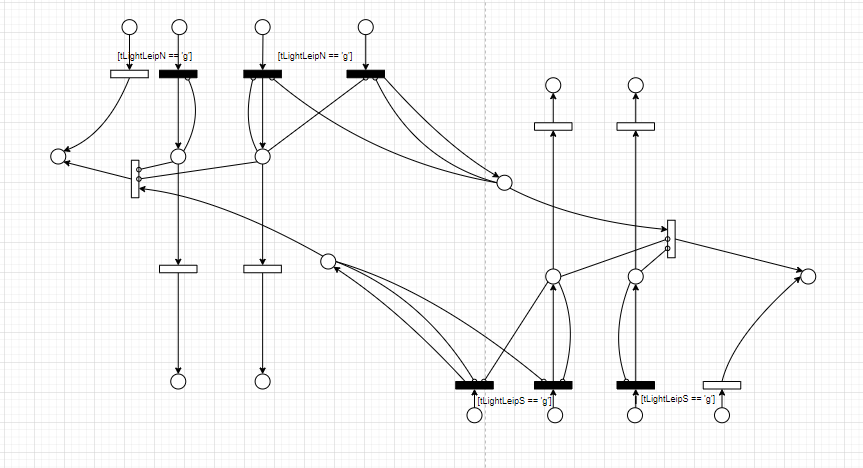 [tLightLeipN == 'g']
[tLightLeipN == 'g']
[tLightLeipS == 'g']
[tLightLeipS == 'g']